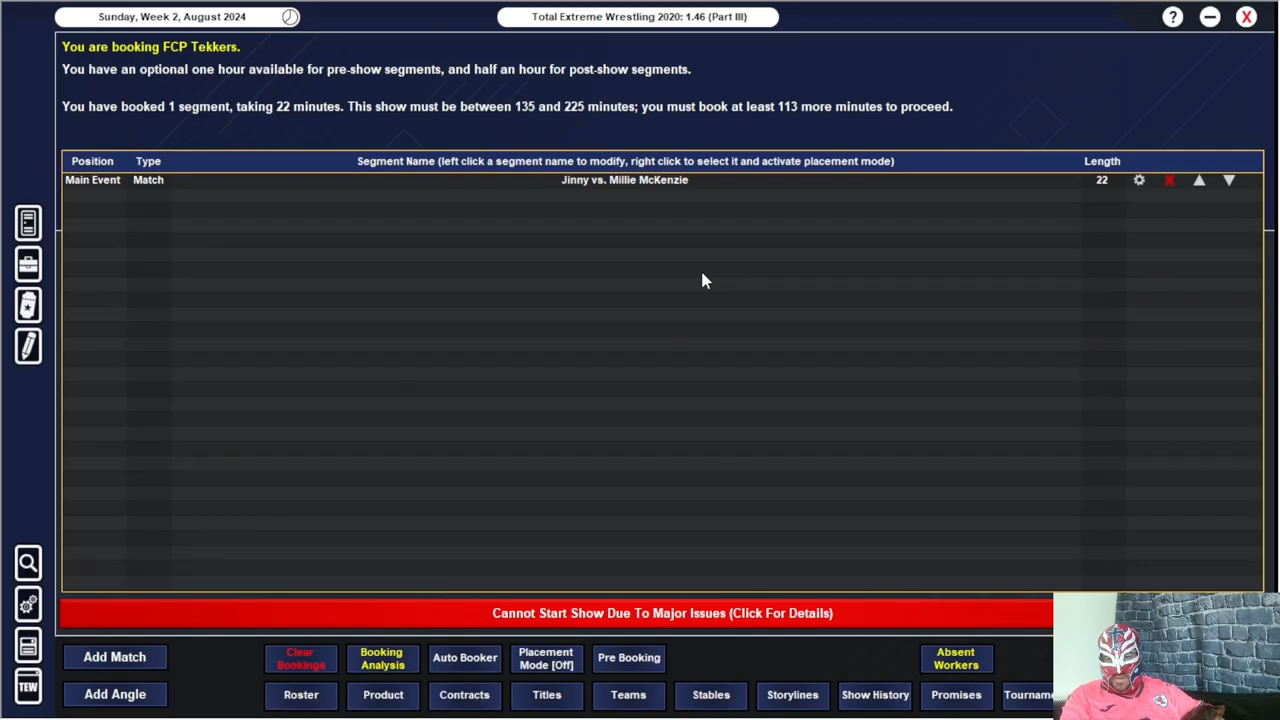 Sunday, Week 2, August 2024
Total Extreme Wrestling 2020: 1.46 (Part III)
? X
You are booking FCP Tekkers.
You have an optional one hour available for pre-show segments, and half an hour for post-show segments.
You have booked 1 segment, taking 22 minutes. This show must be between 135 and 225 minutes; you must book at least 113 more minutes to proceed.
Position Type Segment Name (left click a segment name to modify, right click to select it and activate placement mode) Length
Main Event Match Jinny vs. Millie McKenzie 22 X
TEW
Cannot Start Show Due To Major Issues (Click For Details)
Add Match
Clear Bookings
Booking Analysis
Auto Booker
Placement Mode [Off]
Pre Booking
Absent Workers
Add Angle
Roster
Product
Contracts
Titles
Teams
Stables
Storylines
Show History
Promises